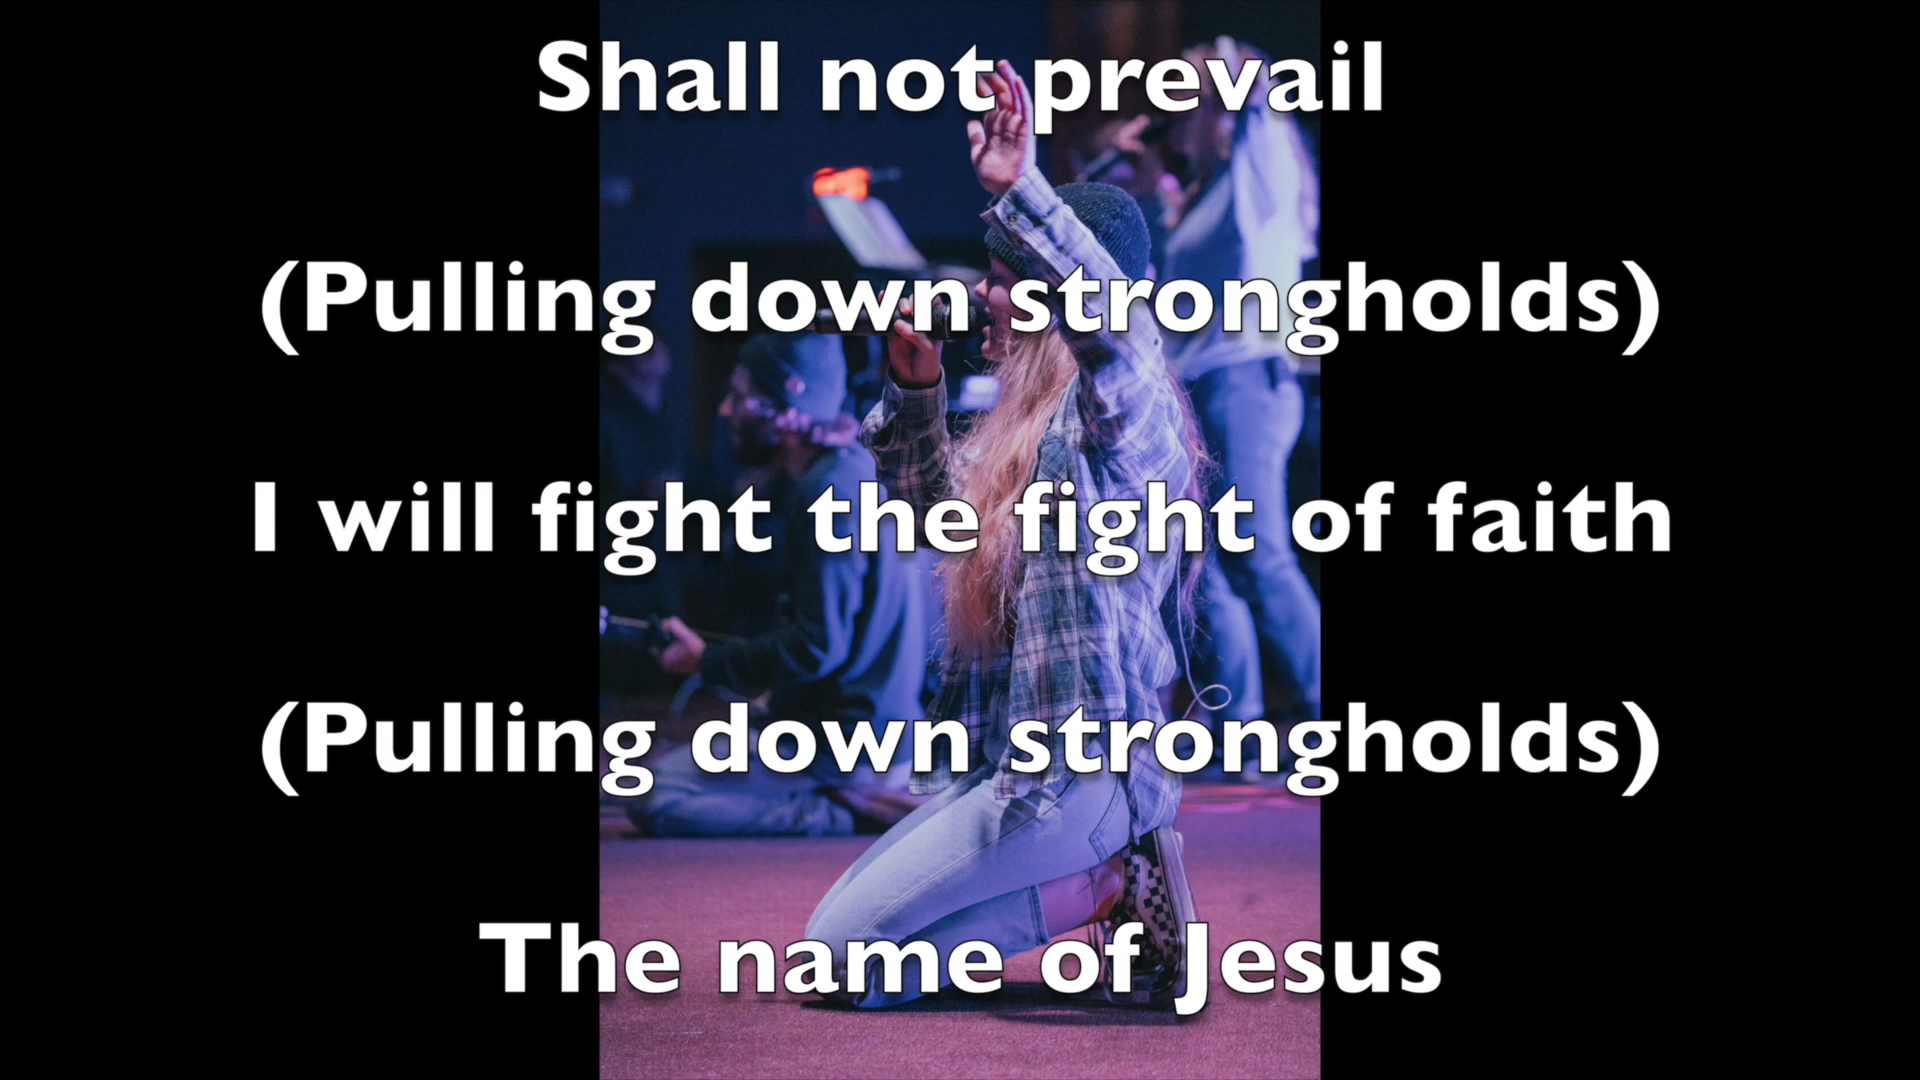 Shall not prevail
(Pulling down strongholds)
I will fight the fight of faith
(Pulling down strongholds)
The name of Jesus